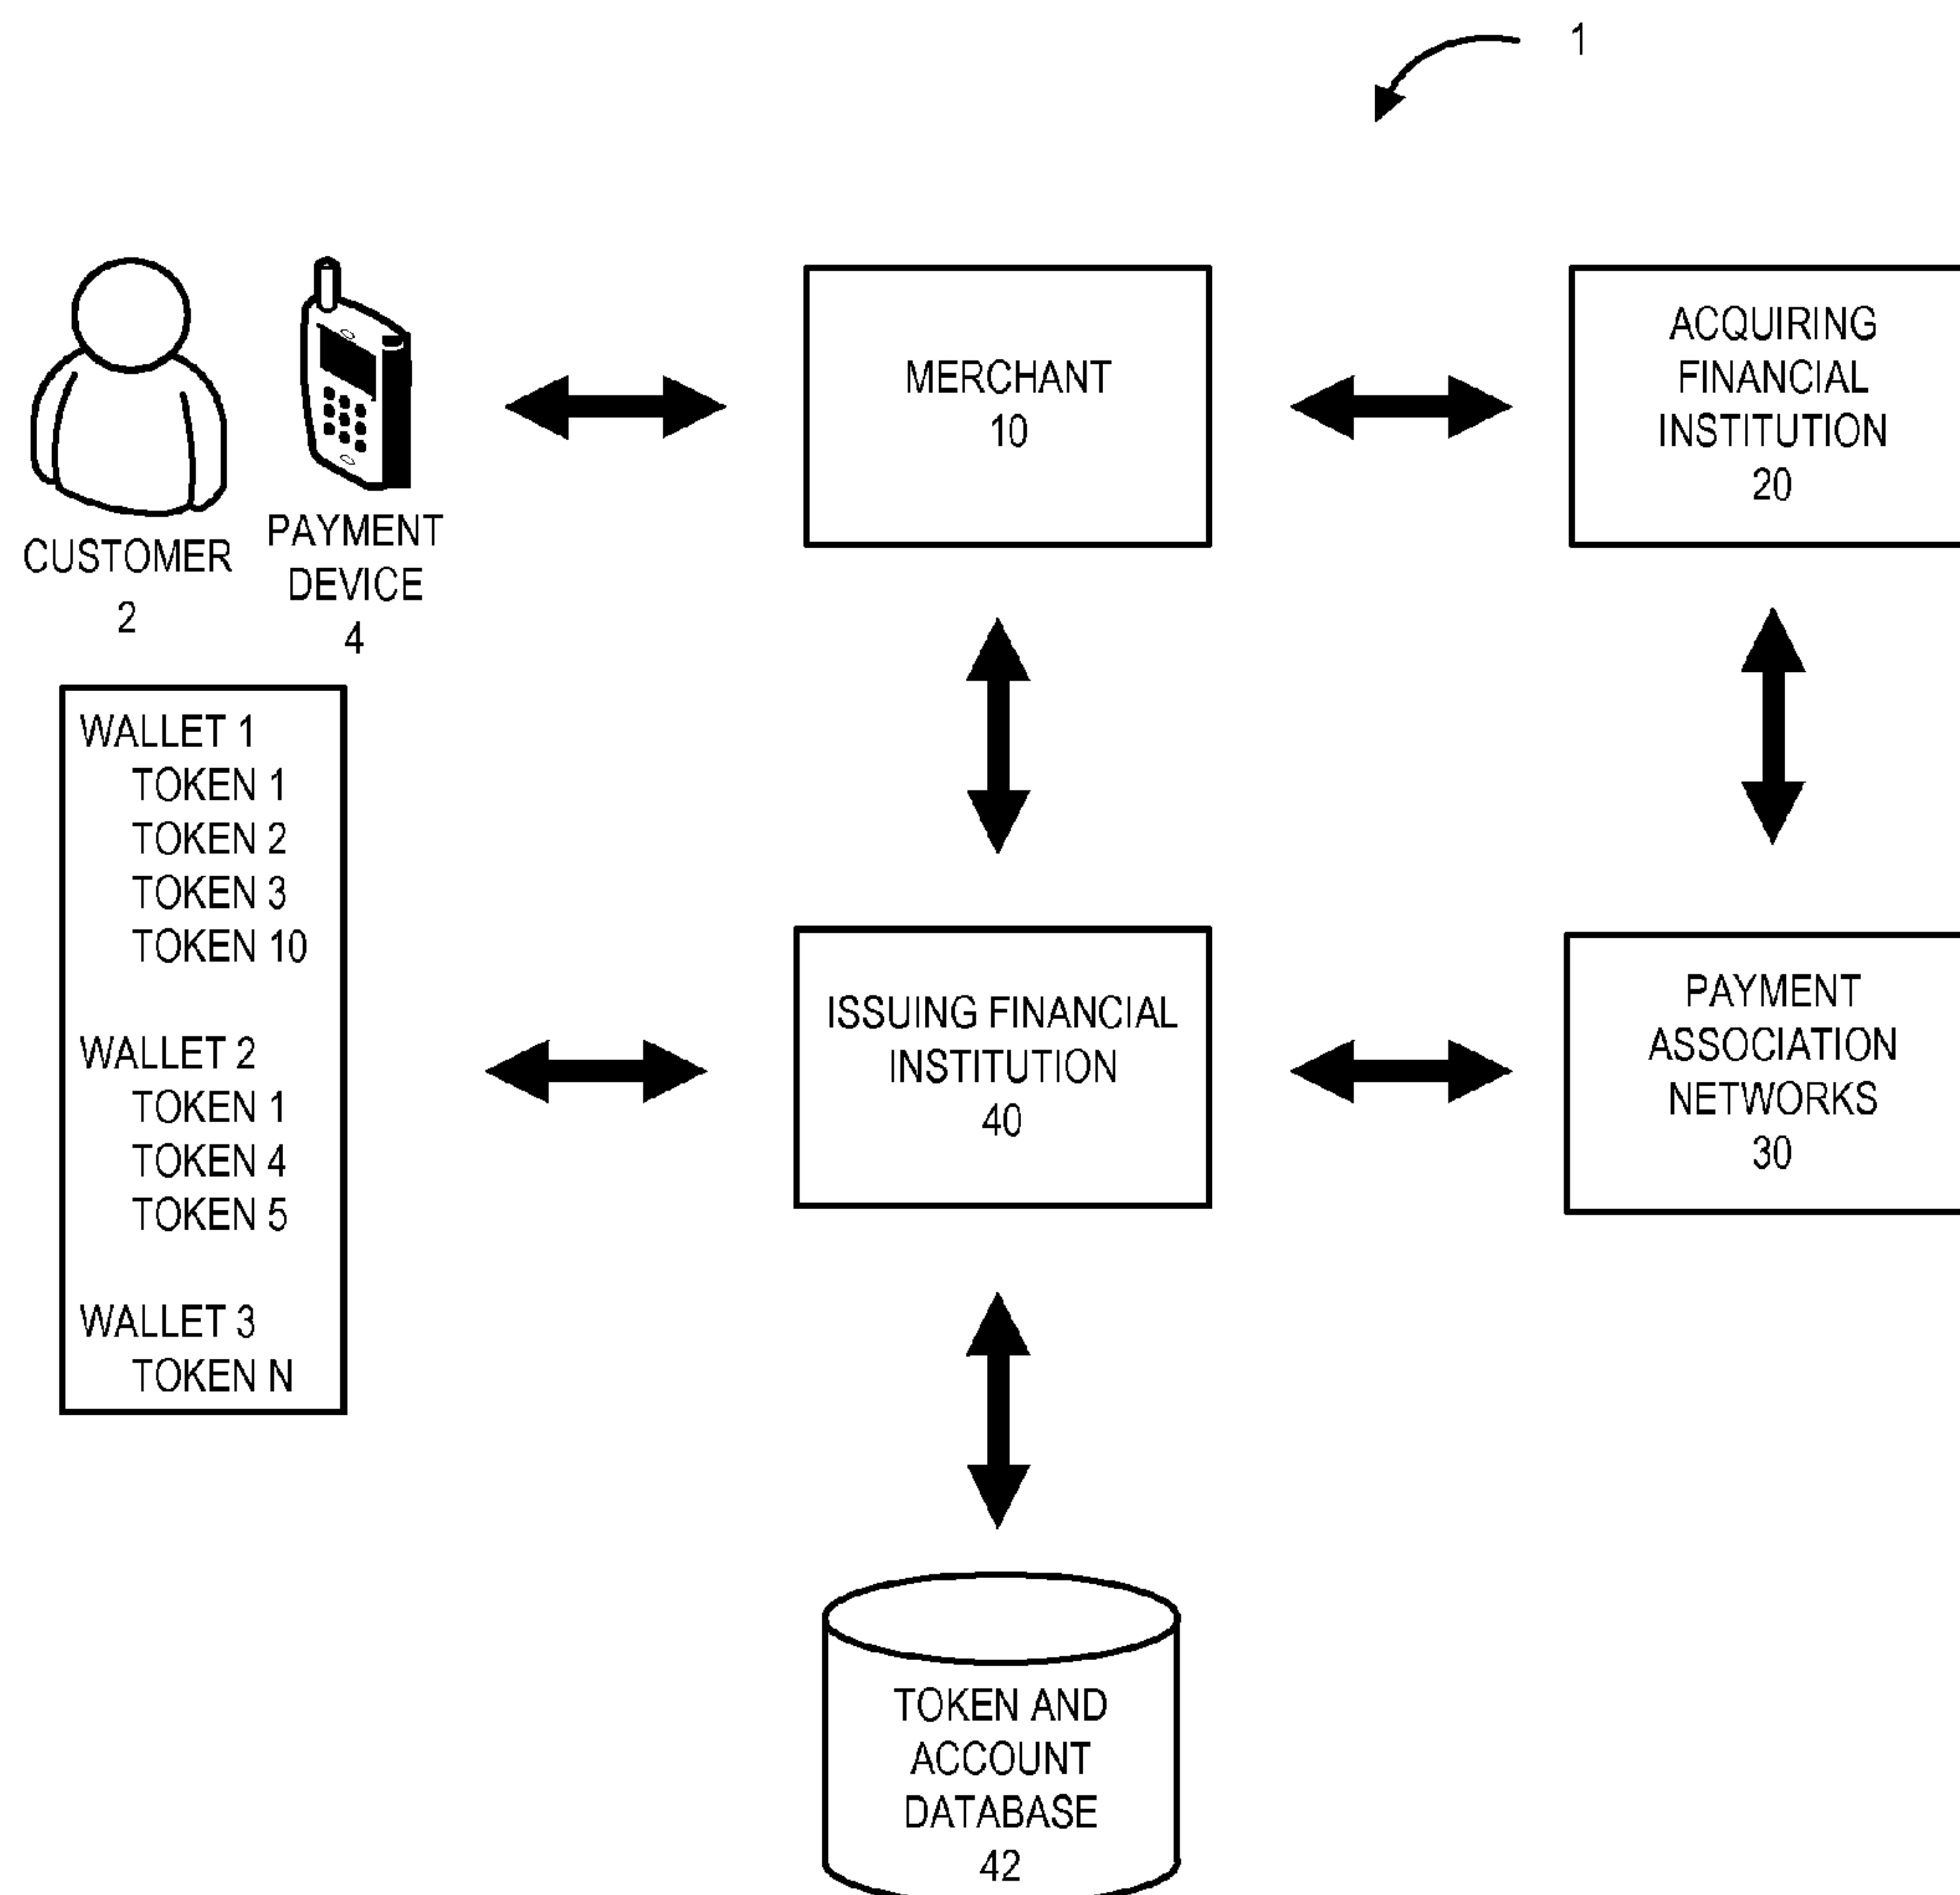 1
MERCHANT
10
ACQUIRING
FINANCIAL
INSTITUTION
20
CUSTOMER
2
PAYMENT
DEVICE
4
WALLET 1
TOKEN 1
TOKEN 2
TOKEN 3
TOKEN 10
WALLET 2
TOKEN 1
TOKEN 4
TOKEN 5
WALLET 3
TOKEN N
ISSUING FINANCIAL
INSTITUTION
40
PAYMENT
ASSOCIATION
NETWORKS
30
TOKEN AND
ACCOUNT
DATABASE
42